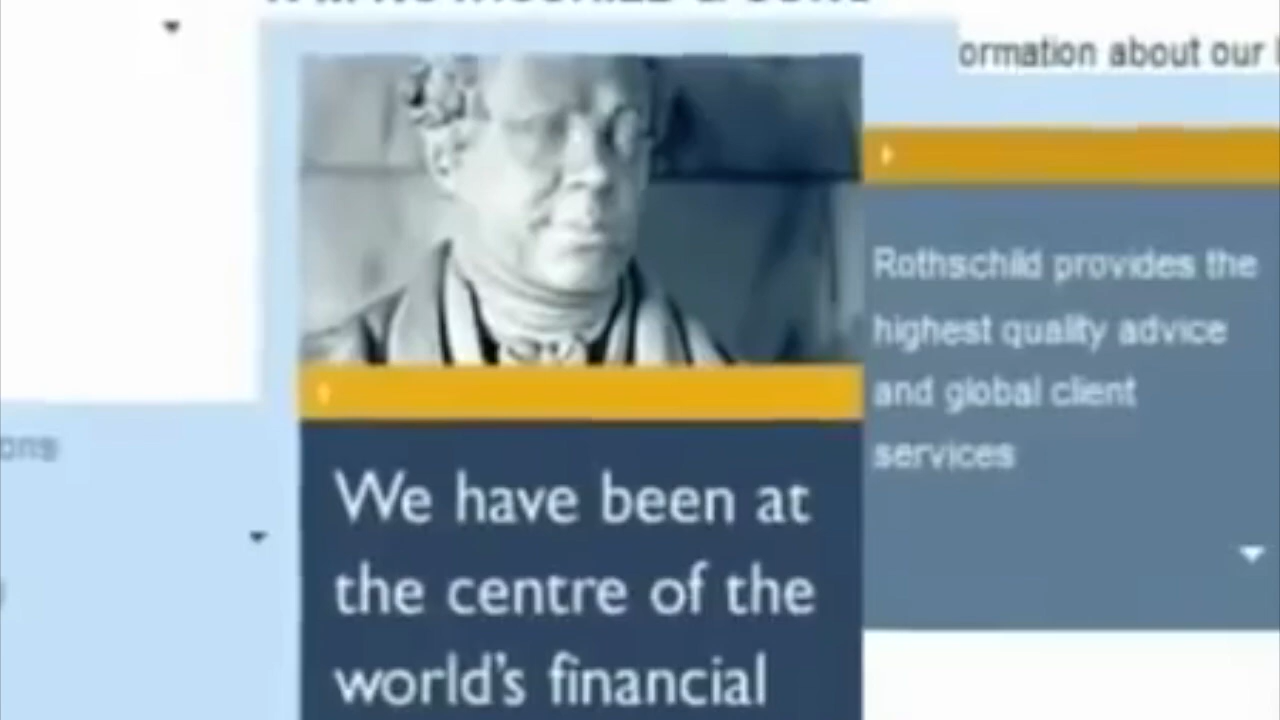 ormation about our
Rothschild provides the
highest quality advice
and global client
services
ons
We have been at
the centre of the
world's financial